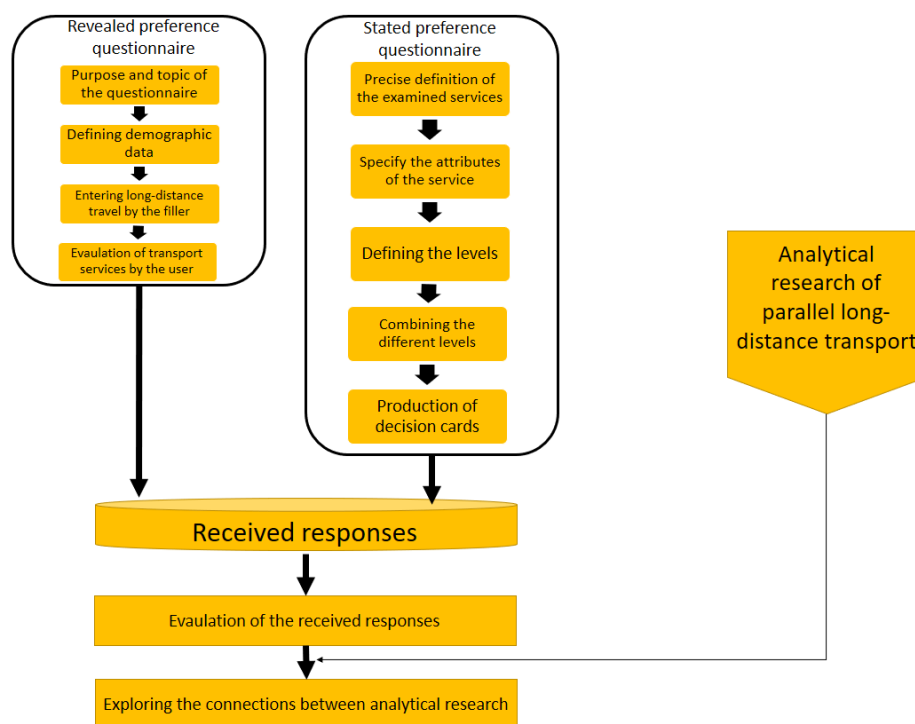 Revealed preference
questionnaire
Purpose and topic of
the questionnaire
Defining demographic
data
Entering long-distance
travel by the filler
Evaulation of transport
services by the user
Stated preference
questionnaire
Precise definition of
the examined services
Specify the attributes
of the service
Defining the levels
Combining the
different levels
Production of
decision cards
Analytical
research of
parallel long-
distance transport
Received responses
Evaulation of the received responses
Exploring the connections between analytical research